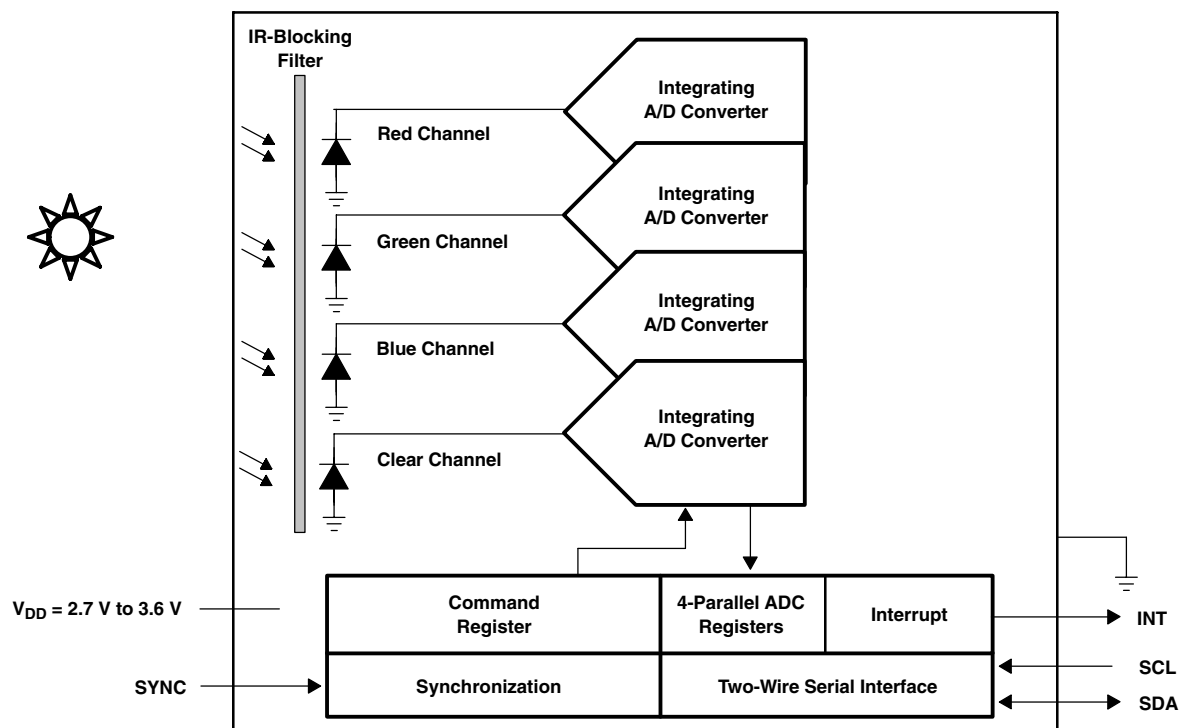 IR-Blocking
Filter
Integrating
A/D Converter
Red Channel
Integrating
A/D Converter
Green Channel
Integrating
A/D Converter
Blue Channel
Integrating
A/D Converter
Clear Channel
VDD = 2.7 V to 3.6 V
Command
Register
4-Parallel ADC
Registers
Interrupt
INT
SCL
SYNC
Synchronization
Two-Wire Serial Interface
SDA